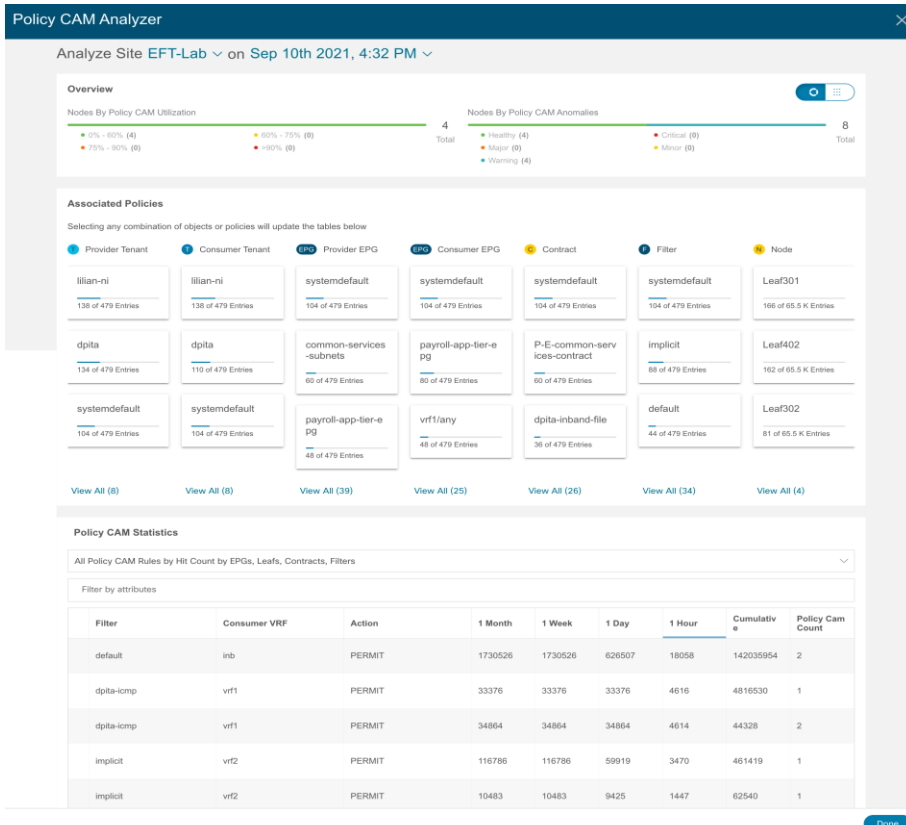 Policy CAM Analyzer
Analyze Site EFT-Lab on Sep 10th 2021, 4:32 PM
Overview
Nodes By Policy CAM Utilization
0% - 60% (4)
60% - 75% (0)
75% - 90% (0)
>90% (0)
4
Total
Nodes By Policy CAM Anomalies
Healthy (4)
Critical (0)
Major (0)
Minor (0)
Warning (4)
8
Total
Associated Policies
Selecting any combination of objects or policies will update the tables below
T Provider Tenant
T Consumer Tenant
EPG Provider EPG
EPG Consumer EPG
C Contract
F Filter
N Node
lilian-ni
138 of 479 Entries
lilian-ni
138 of 479 Entries
systemdefault
104 of 479 Entries
systemdefault
104 of 479 Entries
systemdefault
104 of 479 Entries
systemdefault
104 of 479 Entries
Leaf301
166 of 65.5 K Entries
dpita
134 of 479 Entries
dpita
110 of 479 Entries
common-services
-subnets
60 of 479 Entries
payroll-app-tier-e
pg
80 of 479 Entries
P-E-common-serv
ices-contract
60 of 479 Entries
implicit
88 of 479 Entries
Leaf402
162 of 65.5 K Entries
systemdefault
104 of 479 Entries
systemdefault
104 of 479 Entries
payroll-app-tier-e
pg
48 of 479 Entries
vrf1/any
48 of 479 Entries
dpita-inband-file
36 of 479 Entries
default
44 of 479 Entries
Leaf302
81 of 65.5 K Entries
View All (8)
View All (8)
View All (39)
View All (25)
View All (26)
View All (34)
View All (4)
Policy CAM Statistics
All Policy CAM Rules by Hit Count by EPGs, Leafs, Contracts, Filters
Filter by attributes
Filter Consumer VRF Action 1 Month 1 Week 1 Day 1 Hour Cumulativ
e Policy Cam
Count
default inb PERMIT 1730526 1730526 626507 18058 142035954 2
dpita-icmp vrf1 PERMIT 33376 33376 33376 4616 4816530 1
dpita-icmp vrf1 PERMIT 34864 34864 34864 4614 44328 2
implicit vrf2 PERMIT 116786 116786 59919 3470 461419 1
implicit vrf2 PERMIT 10483 10483 9425 1447 62540 1
Done